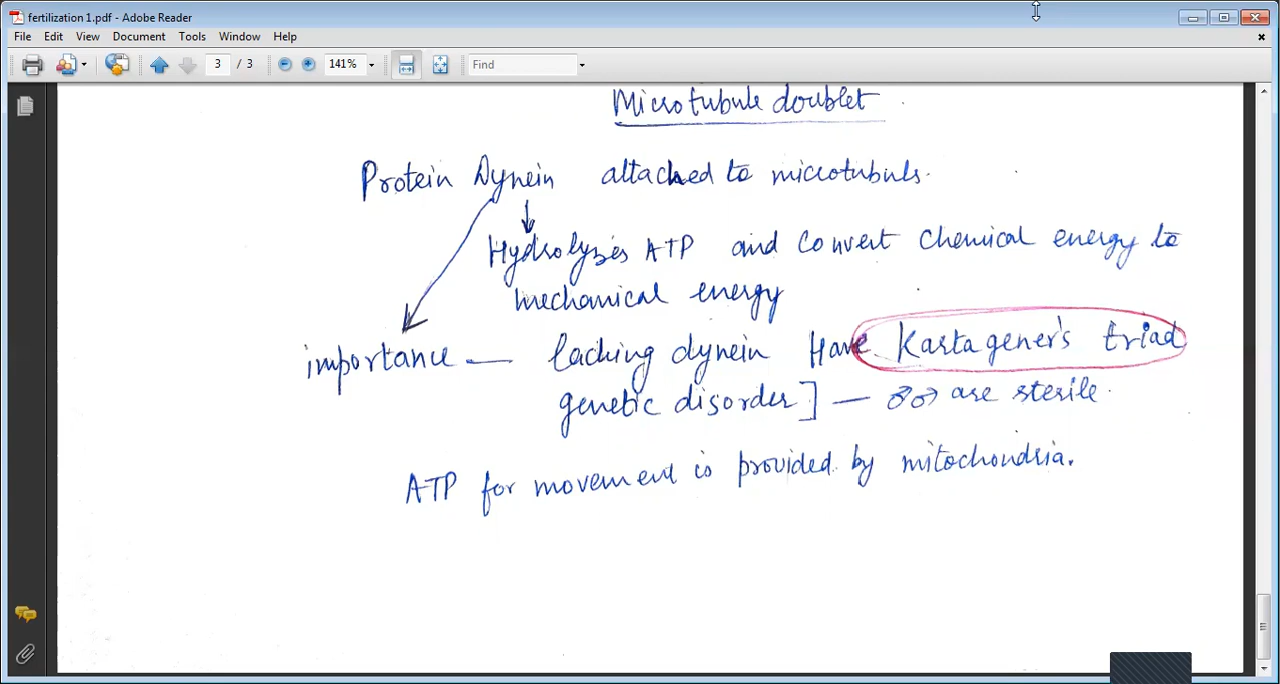 fertilization 1.pdf - Adobe Reader
File Edit View Document Tools Window Help
3 / 3 141% Find
Microtubule doublet
Protein Dynein attached to microtubuls.
Hydrolyzes ATP and convert chemical energy to
mechanical energy
importance — lacking dynein Have Kartagener's triad
genetic disorder] — ♂♂ are sterile.
ATP for movement is provided by mitochondria.